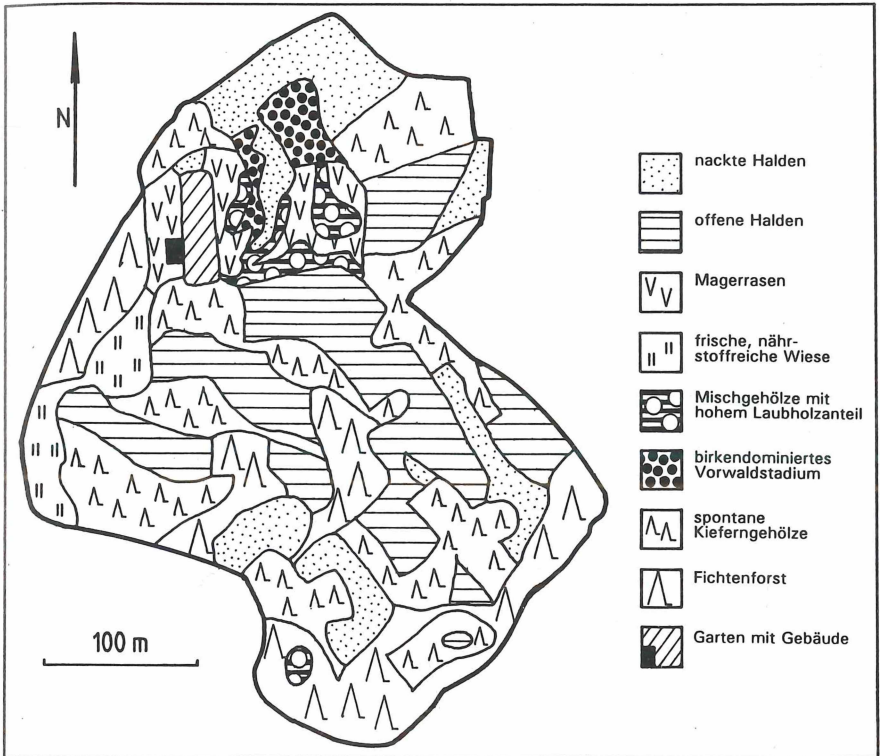 N
nackte Halden
offene Halden
Magerrasen
frische, nähr-
stoffreiche Wiese
Mischgehölze mit
hohem Laubholzanteil
birkendominiertes
Vorwaldstadium
spontane
Kieferngehölze
Fichtenforst
Garten mit Gebäude
100 m